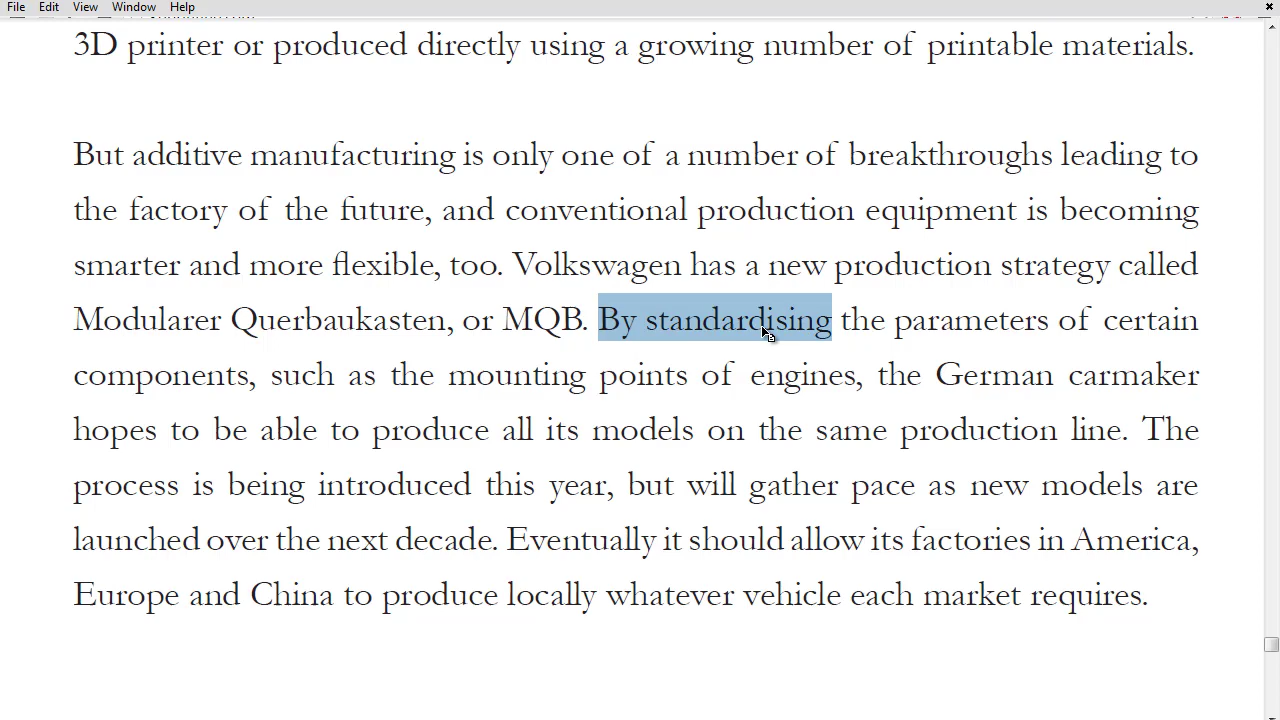 File Edit View Window Help
3D printer or produced directly using a growing number of printable materials.
But additive manufacturing is only one of a number of breakthroughs leading to
the factory of the future, and conventional production equipment is becoming
smarter and more flexible, too. Volkswagen has a new production strategy called
Modularer Querbaukasten, or MQB. By standardising the parameters of certain
components, such as the mounting points of engines, the German carmaker
hopes to be able to produce all its models on the same production line. The
process is being introduced this year, but will gather pace as new models are
launched over the next decade. Eventually it should allow its factories in America,
Europe and China to produce locally whatever vehicle each market requires.